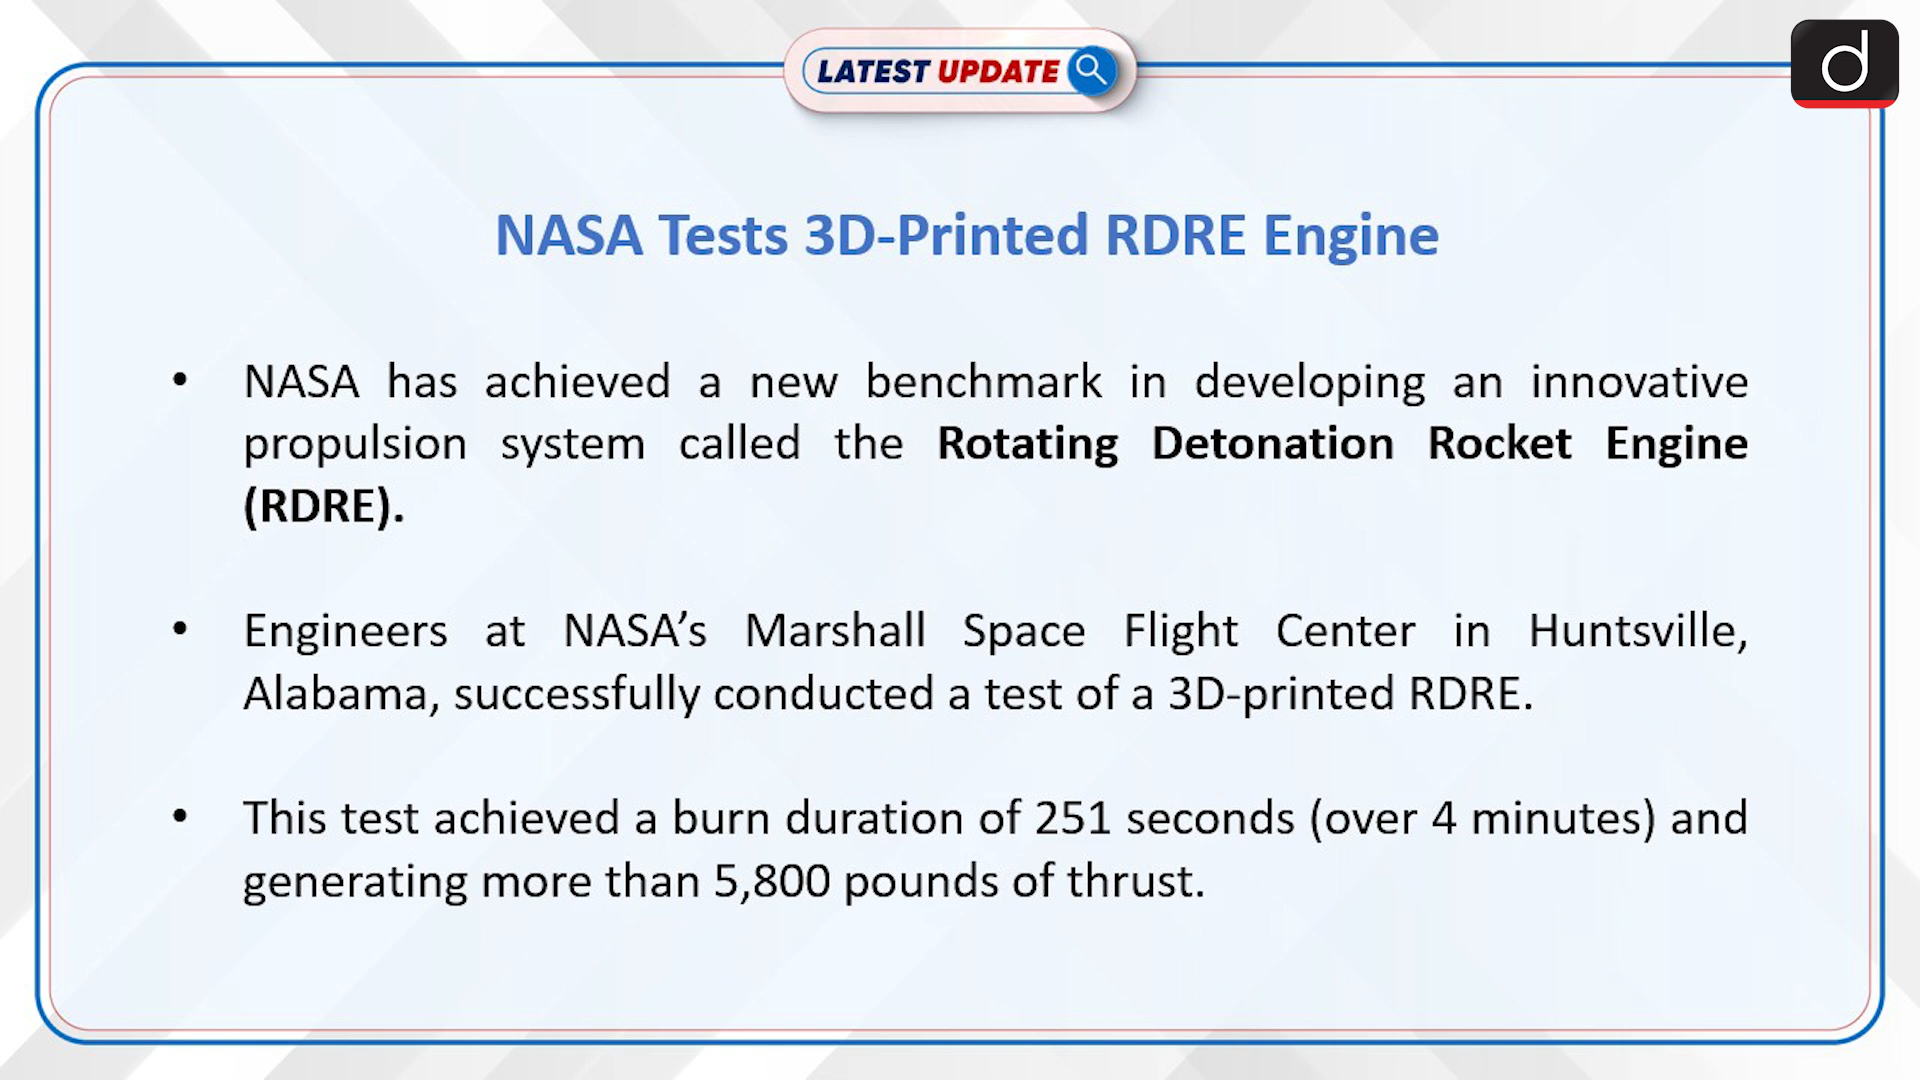 LATEST UPDATE
d
NASA Tests 3D-Printed RDRE Engine
• NASA has achieved a new benchmark in developing an innovative
propulsion system called the Rotating Detonation Rocket Engine
(RDRE).
• Engineers at NASA’s Marshall Space Flight Center in Huntsville,
Alabama, successfully conducted a test of a 3D-printed RDRE.
• This test achieved a burn duration of 251 seconds (over 4 minutes) and
generating more than 5,800 pounds of thrust.